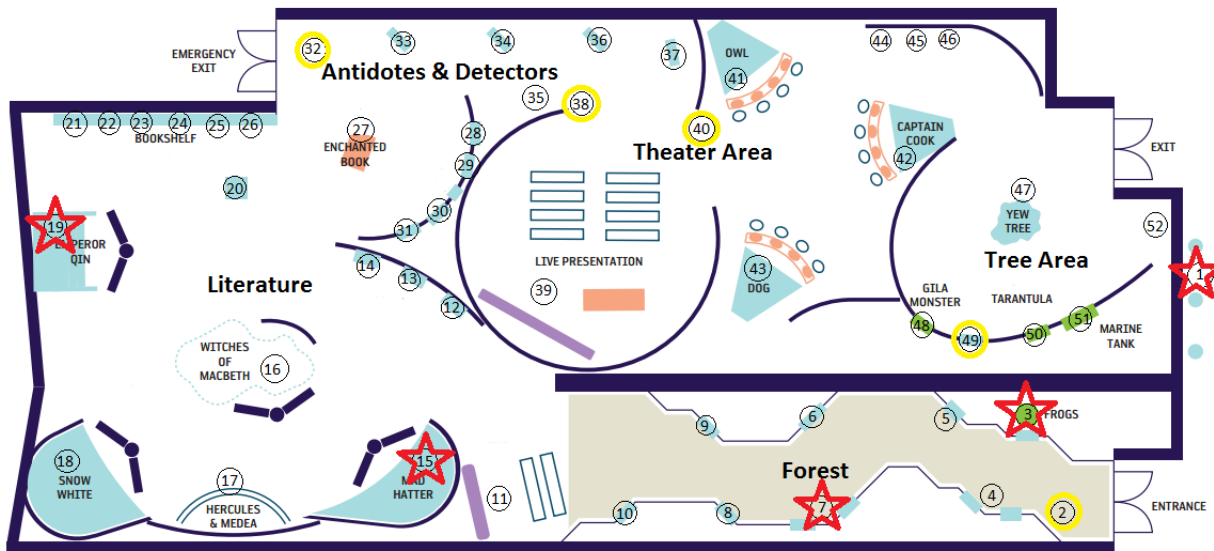 EMERGENCY
EXIT
32
33
34
36
37
OWL
41
44
45
46
Antidotes & Detectors
35
38
40
21
22
23
24
25
26
BOOKSHELF
27
ENCHANTED
BOOK
28
29
30
31
Theater Area
CAPTAIN
COOK
42
EXIT
20
47
YEW
TREE
52
19
EMPEROR
QIN
14
13
12
LIVE PRESENTATION
39
43
DOG
Tree Area
1
Literature
GILA
MONSTER
TARANTULA
48
49
50
51
MARINE
TANK
WITCHES
OF
MACBETH
16
9
6
5
3
FROGS
18
SNOW
WHITE
17
HERCULES
& MEDEA
15
MAD
HATTER
11
Forest
10
8
7
4
2
ENTRANCE